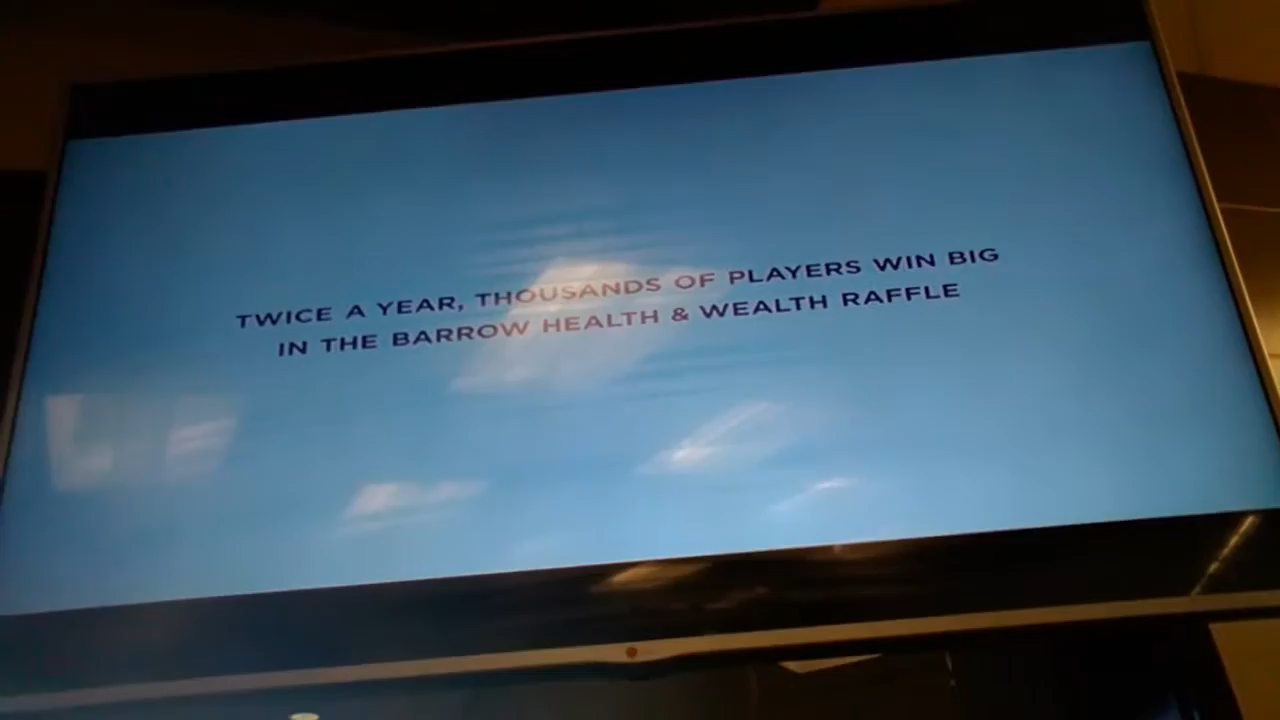 TWICE A YEAR, THOUSANDS OF PLAYERS WIN BIG
IN THE BARROW HEALTH & WEALTH RAFFLE